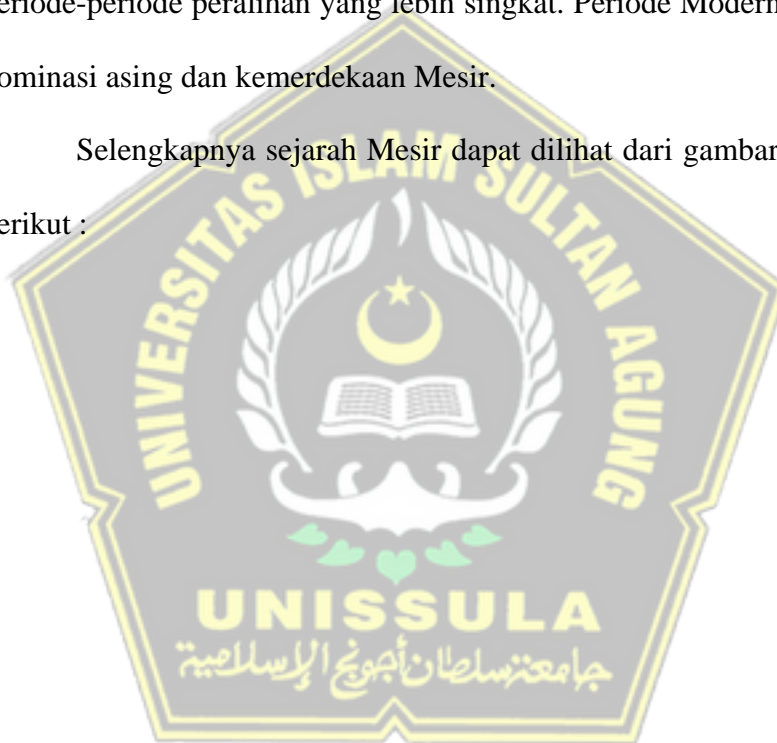 eriode-periode peralihan yang lebih singkat. Periode Modern
ominasi asing dan kemerdekaan Mesir.
Selengkapnya sejarah Mesir dapat dilihat dari gambar
erikut :
UNIVERSITAS ISLAM SULTAN AGUNG
UNISSULA
جامعة سلطان أجونج الإسلامية